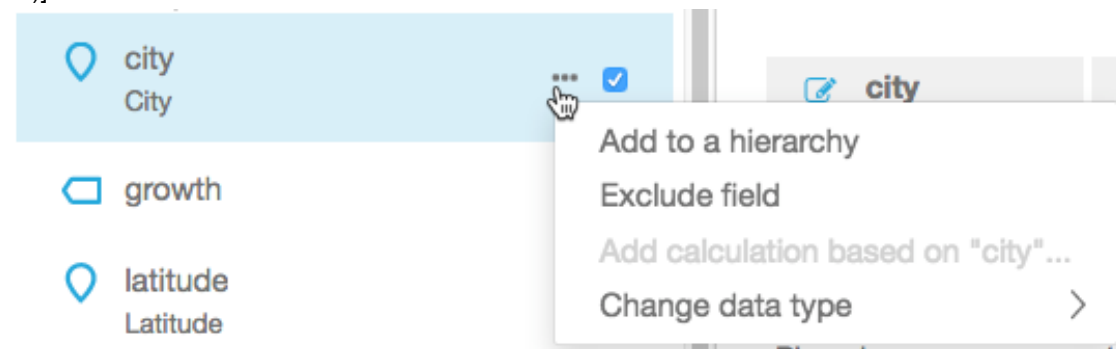 city
City
city
Add to a hierarchy
Exclude field
growth
Add calculation based on "city"...
latitude
Latitude
Change data type